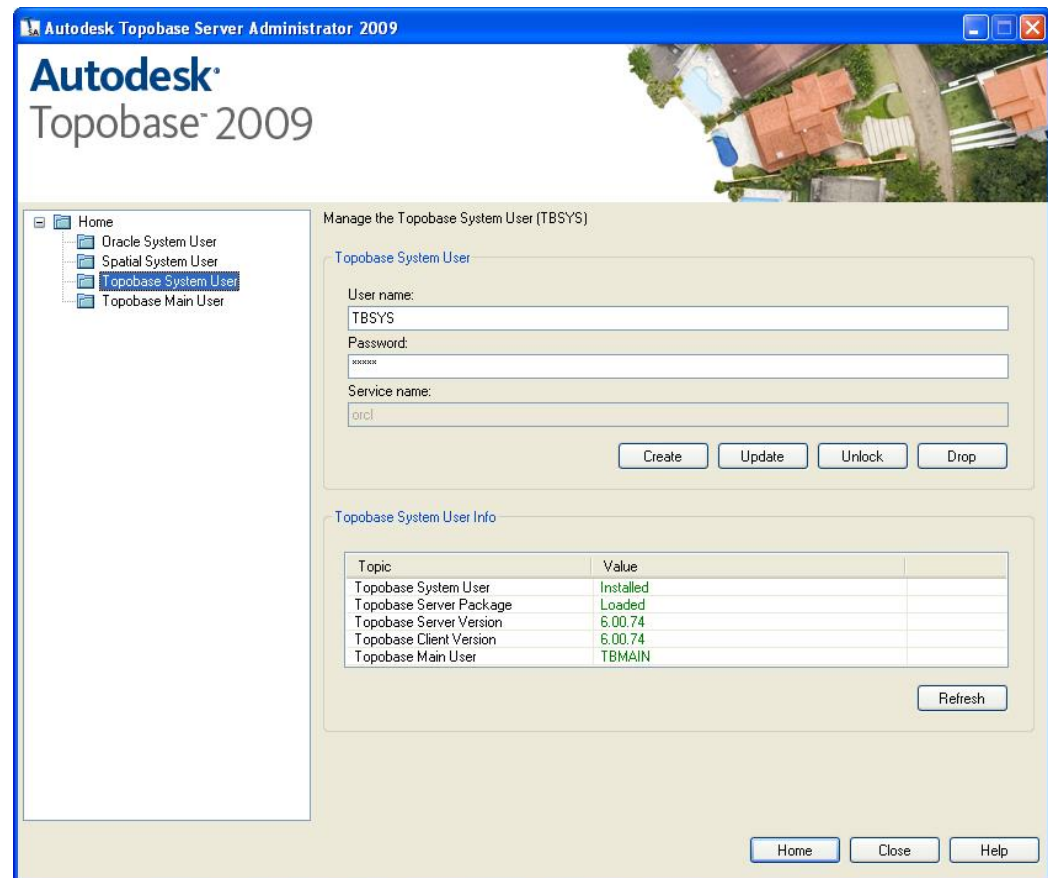 Autodesk Topobase Server Administrator 2009
Autodesk®
Topobase™ 2009
Home
Oracle System User
Spatial System User
Topobase System User
Topobase Main User
Manage the Topobase System User (TBSYS)
Topobase System User
User name:
TBSYS
Password:
*****
Service name:
orcl
Create Update Unlock Drop
Topobase System User Info
Topic Value
Topobase System User Installed
Topobase Server Package Loaded
Topobase Server Version 6.00.74
Topobase Client Version 6.00.74
Topobase Main User TBMAIN
Refresh
Home Close Help